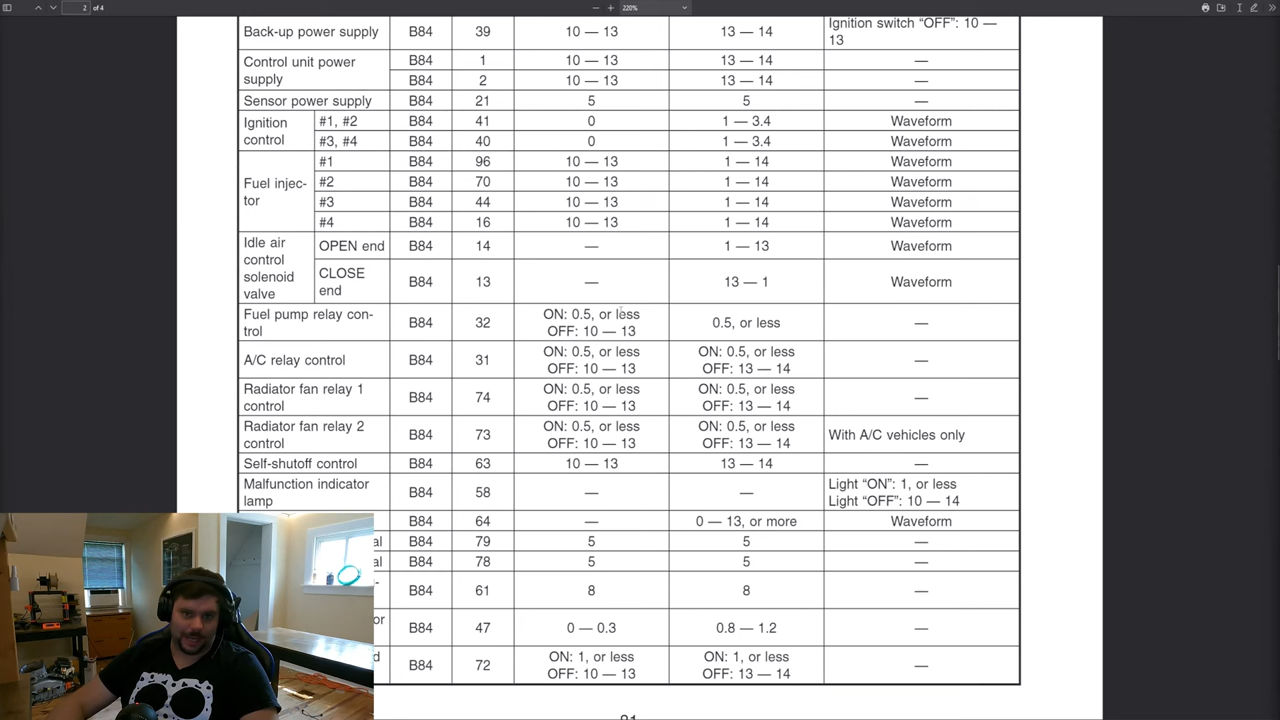 2 of 4 220%
Back-up power supply B84 39 10 — 13 13 — 14 Ignition switch “OFF”: 10 —
13
Control unit power
supply
B84 1 10 — 13 13 — 14 —
B84 2 10 — 13 13 — 14 —
Sensor power supply B84 21 5 5 —
Ignition
control
#1, #2 B84 41 0 1 — 3.4 Waveform
#3, #4 B84 40 0 1 — 3.4 Waveform
Fuel injec-
tor
#1 B84 96 10 — 13 1 — 14 Waveform
#2 B84 70 10 — 13 1 — 14 Waveform
#3 B84 44 10 — 13 1 — 14 Waveform
#4 B84 16 10 — 13 1 — 14 Waveform
Idle air
control
solenoid
valve
OPEN end B84 14 — 1 — 13 Waveform
CLOSE
end
B84 13 — 13 — 1 Waveform
Fuel pump relay con-
trol
B84 32
ON: 0.5, or less
OFF: 10 — 13
0.5, or less —
A/C relay control B84 31
ON: 0.5, or less
OFF: 10 — 13
ON: 0.5, or less
OFF: 13 — 14
—
Radiator fan relay 1
control
B84 74
ON: 0.5, or less
OFF: 10 — 13
ON: 0.5, or less
OFF: 13 — 14
—
Radiator fan relay 2
control
B84 73
ON: 0.5, or less
OFF: 10 — 13
ON: 0.5, or less
OFF: 13 — 14
With A/C vehicles only
Self-shutoff control B84 63 10 — 13 13 — 14 —
Malfunction indicator
lamp
B84 58 — —
Light “ON”: 1, or less
Light “OFF”: 10 — 14
B84 64 — 0 — 13, or more Waveform
al B84 79 5 5 —
B84 78 5 5 —
B84 61 8 8 —
or
B84 47 0 — 0.3 0.8 — 1.2 —
B84 72
ON: 1, or less
OFF: 10 — 13
ON: 1, or less
OFF: 13 — 14
—